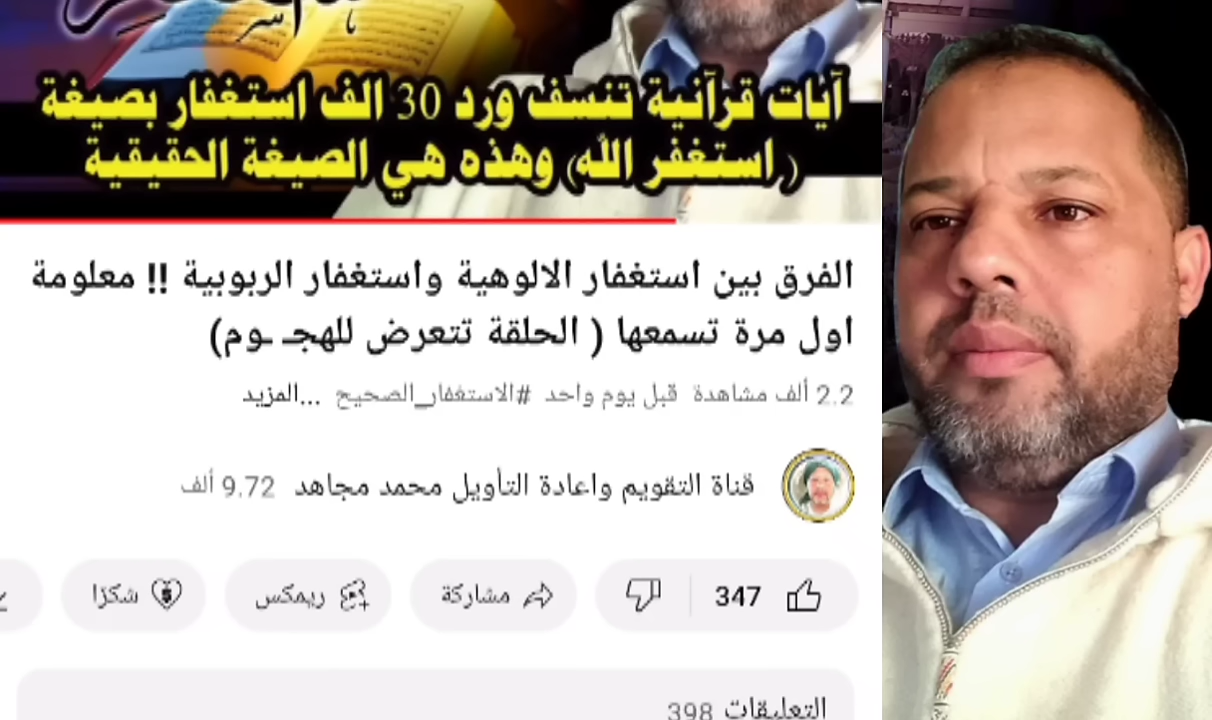 آيات قرآنية تنسف ورد 30 الف استغفار بصيغة
( استغفر الله) وهذه هي الصيغة الحقيقية
الفرق بين استغفار الالوهية واستغفار الربوبية !! معلومة
اول مرة تسمعها ( الحلقة تتعرض للهجـ ـوم)
2.2 ألف مشاهدة قبل يوم واحد #الاستغفار_الصحيح ...المزيد
قناة التقويم واعادة التأويل محمد مجاهد 9.72 ألف
347 مشاركة ريمكس شكرًا
التعليقات 398